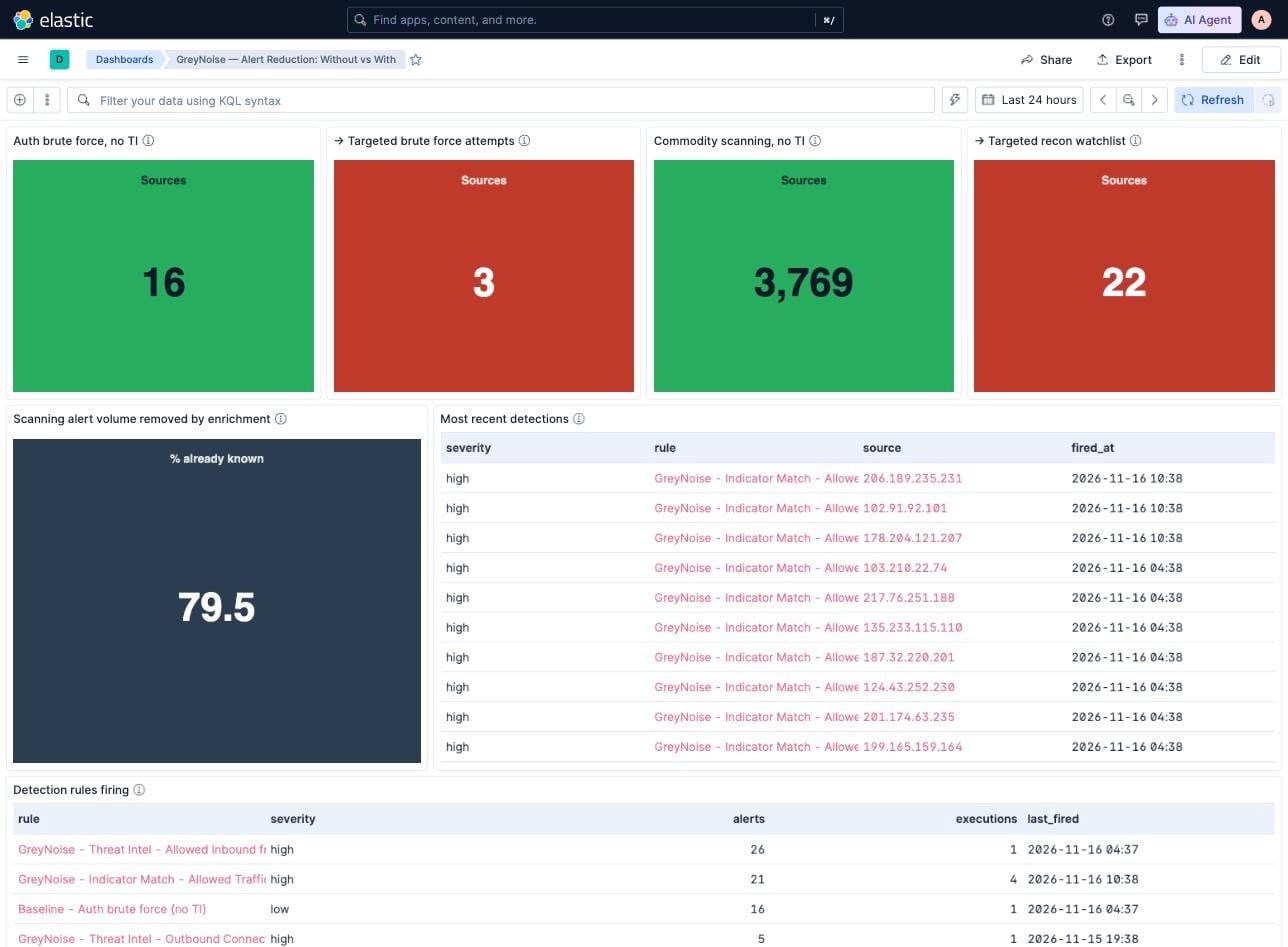 elastic
Find apps, content, and more.
⌘/
AI Agent
A
D
Dashboards
GreyNoise — Alert Reduction: Without vs With
Share
Export
Edit
Filter your data using KQL syntax
Last 24 hours
Refresh
Auth brute force, no TI
Sources
16
→ Targeted brute force attempts
Sources
3
Commodity scanning, no TI
Sources
3,769
→ Targeted recon watchlist
Sources
22
Scanning alert volume removed by enrichment
% already known
79.5
Most recent detections
severity rule source fired_at
high GreyNoise - Indicator Match - Allowe 206.189.235.231 2026-11-16 10:38
high GreyNoise - Indicator Match - Allowe 102.91.92.101 2026-11-16 10:38
high GreyNoise - Indicator Match - Allowe 178.204.121.207 2026-11-16 10:38
high GreyNoise - Indicator Match - Allowe 103.210.22.74 2026-11-16 04:38
high GreyNoise - Indicator Match - Allowe 217.76.251.188 2026-11-16 04:38
high GreyNoise - Indicator Match - Allowe 135.233.115.110 2026-11-16 04:38
high GreyNoise - Indicator Match - Allowe 187.32.220.201 2026-11-16 04:38
high GreyNoise - Indicator Match - Allowe 124.43.252.230 2026-11-16 04:38
high GreyNoise - Indicator Match - Allowe 201.174.63.235 2026-11-16 04:38
high GreyNoise - Indicator Match - Allowe 199.165.159.164 2026-11-16 04:38
Detection rules firing
rule severity alerts executions last_fired
GreyNoise - Threat Intel - Allowed Inbound fr high 26 1 2026-11-16 04:37
GreyNoise - Indicator Match - Allowed Traffic high 21 4 2026-11-16 10:38
Baseline - Auth brute force (no TI) low 16 1 2026-11-16 04:37
GreyNoise - Threat Intel - Outbound Connec high 5 1 2026-11-15 19:38